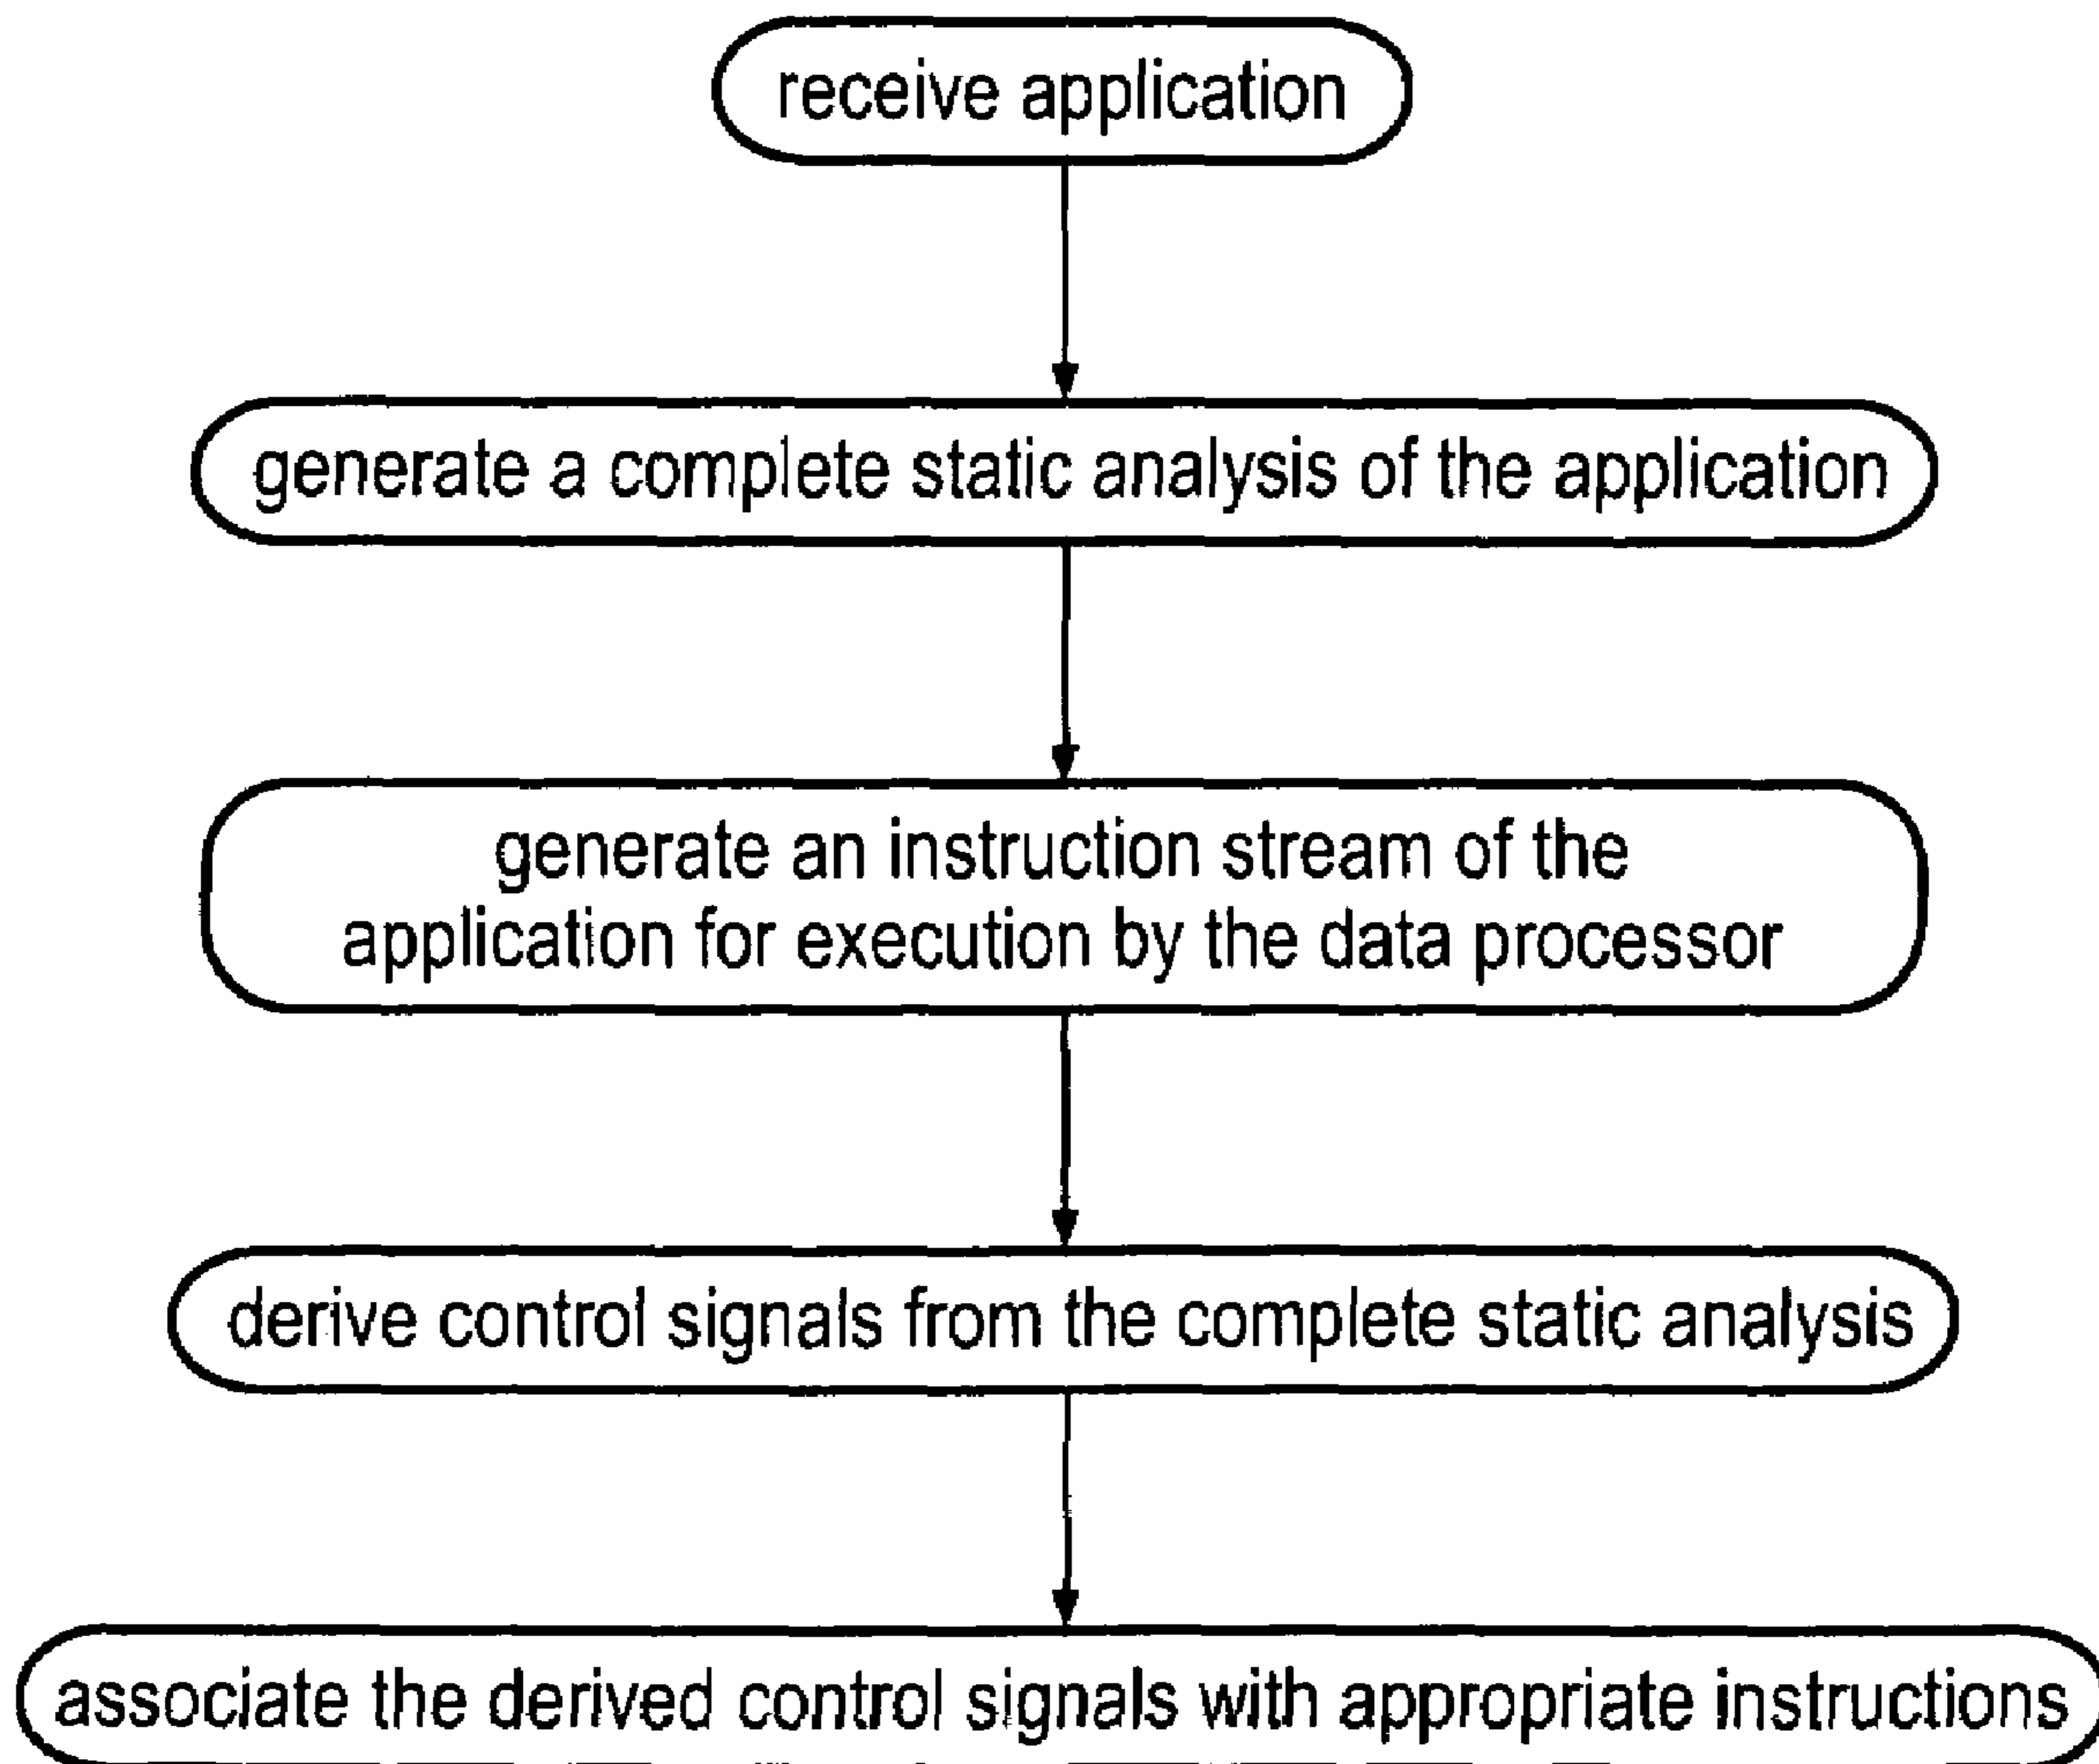 receive application
generate a complete static analysis of the application
generate an instruction stream of the
application for execution by the data processor
derive control signals from the complete static analysis
associate the derived control signals with appropriate instructions